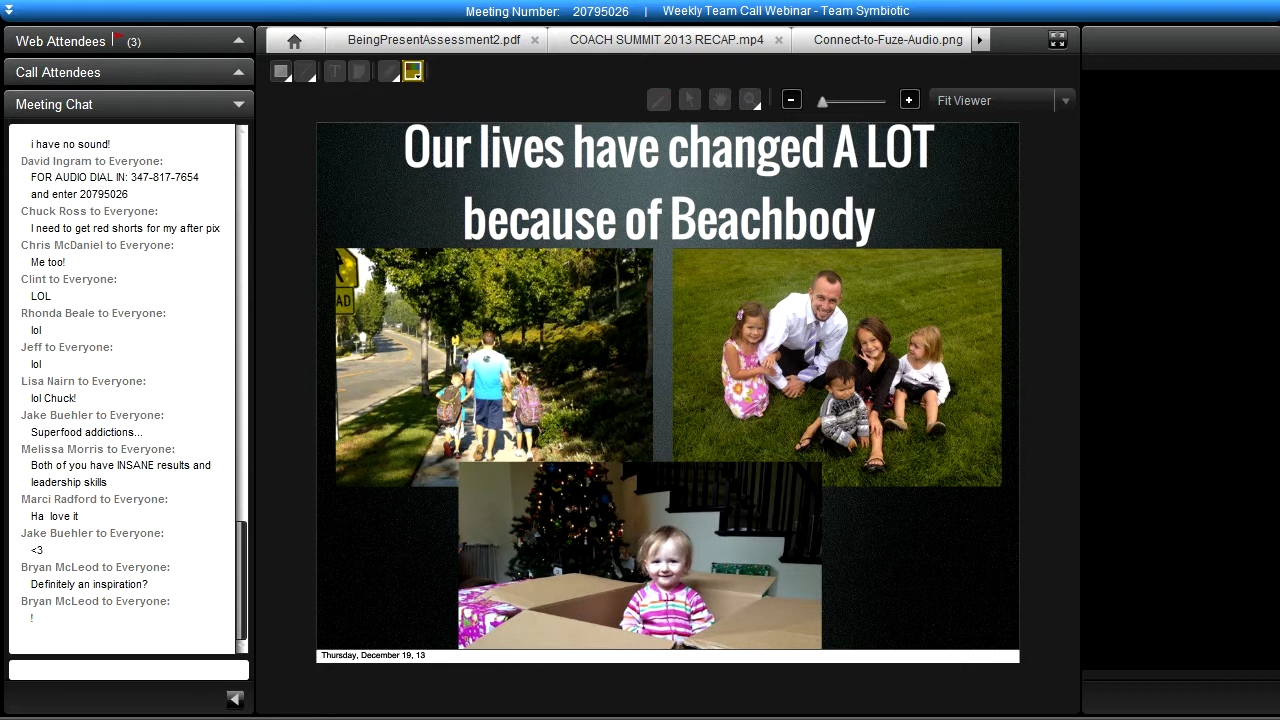 Meeting Number: 20795026 | Weekly Team Call Webinar - Team Symbiotic
Web Attendees (3)
Call Attendees
Meeting Chat
i have no sound!
David Ingram to Everyone:
FOR AUDIO DIAL IN: 347-817-7654
and enter 20795026
Chuck Ross to Everyone:
I need to get red shorts for my after pix
Chris McDaniel to Everyone:
Me too!
Clint to Everyone:
LOL
Rhonda Beale to Everyone:
lol
Jeff to Everyone:
lol
Lisa Nairn to Everyone:
lol Chuck!
Jake Buehler to Everyone:
Superfood addictions...
Melissa Morris to Everyone:
Both of you have INSANE results and
leadership skills
Marci Radford to Everyone:
Ha love it
Jake Buehler to Everyone:
<3
Bryan McLeod to Everyone:
Definitely an inspiration?
Bryan McLeod to Everyone:
!
BeingPresentAssessment2.pdf
COACH SUMMIT 2013 RECAP.mp4
Connect-to-Fuze-Audio.png
T
Fit Viewer
Our lives have changed A LOT
because of Beachbody
AD
Thursday, December 19, 13